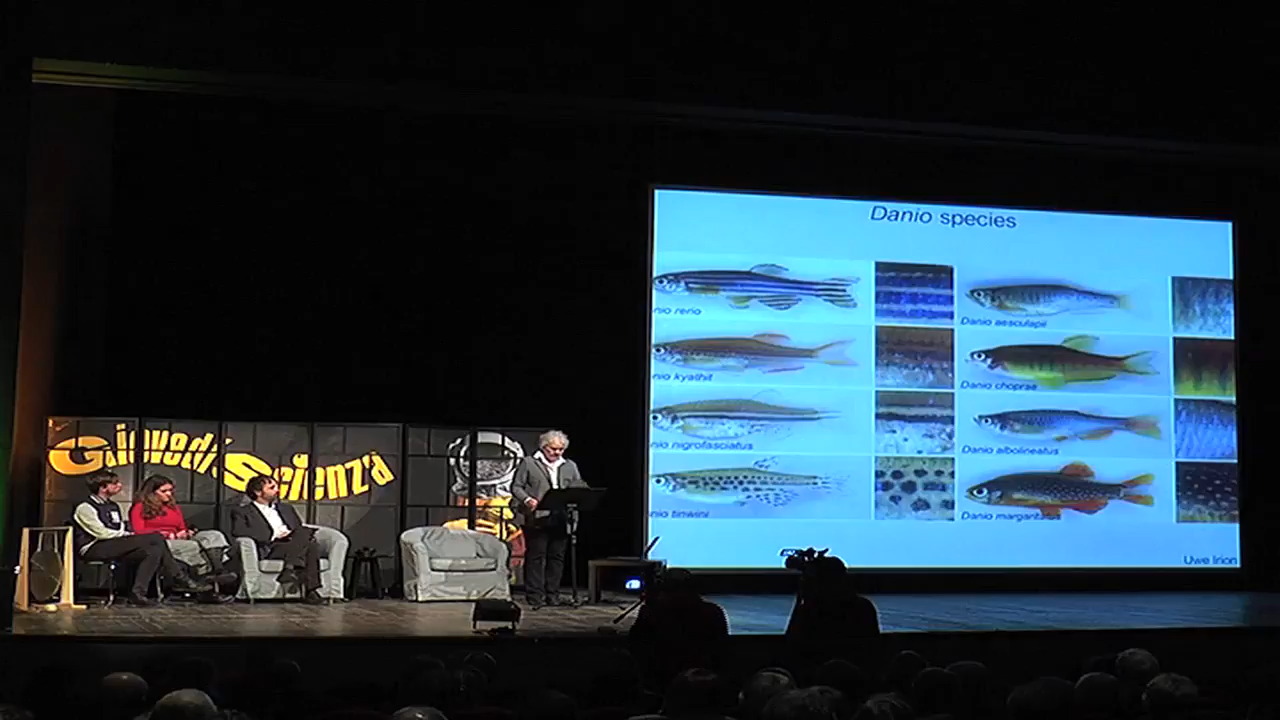 GiovedìScienza
Danio species
nio rerio
Danio aesculapii
nio kyathit
Danio choprae
nio nigrofasciatus
Danio albolineatus
nio tinwini
Danio margaritatus
Uwe Irion